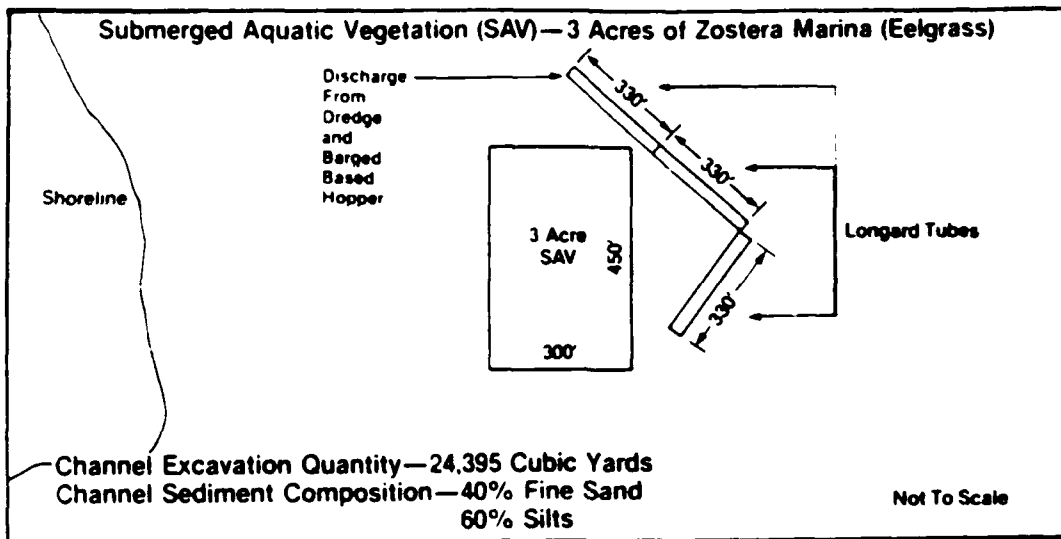 Submerged Aquatic Vegetation (SAV)—3 Acres of Zostera Marina (Eelgrass)
Discharge
From
Dredge
and
Barged
Based
Hopper
330'
330'
Shoreline
3 Acre
SAV
450'
Longard Tubes
330'
300'
Channel Excavation Quantity—24,395 Cubic Yards
Channel Sediment Composition—40% Fine Sand
60% Silts
Not To Scale